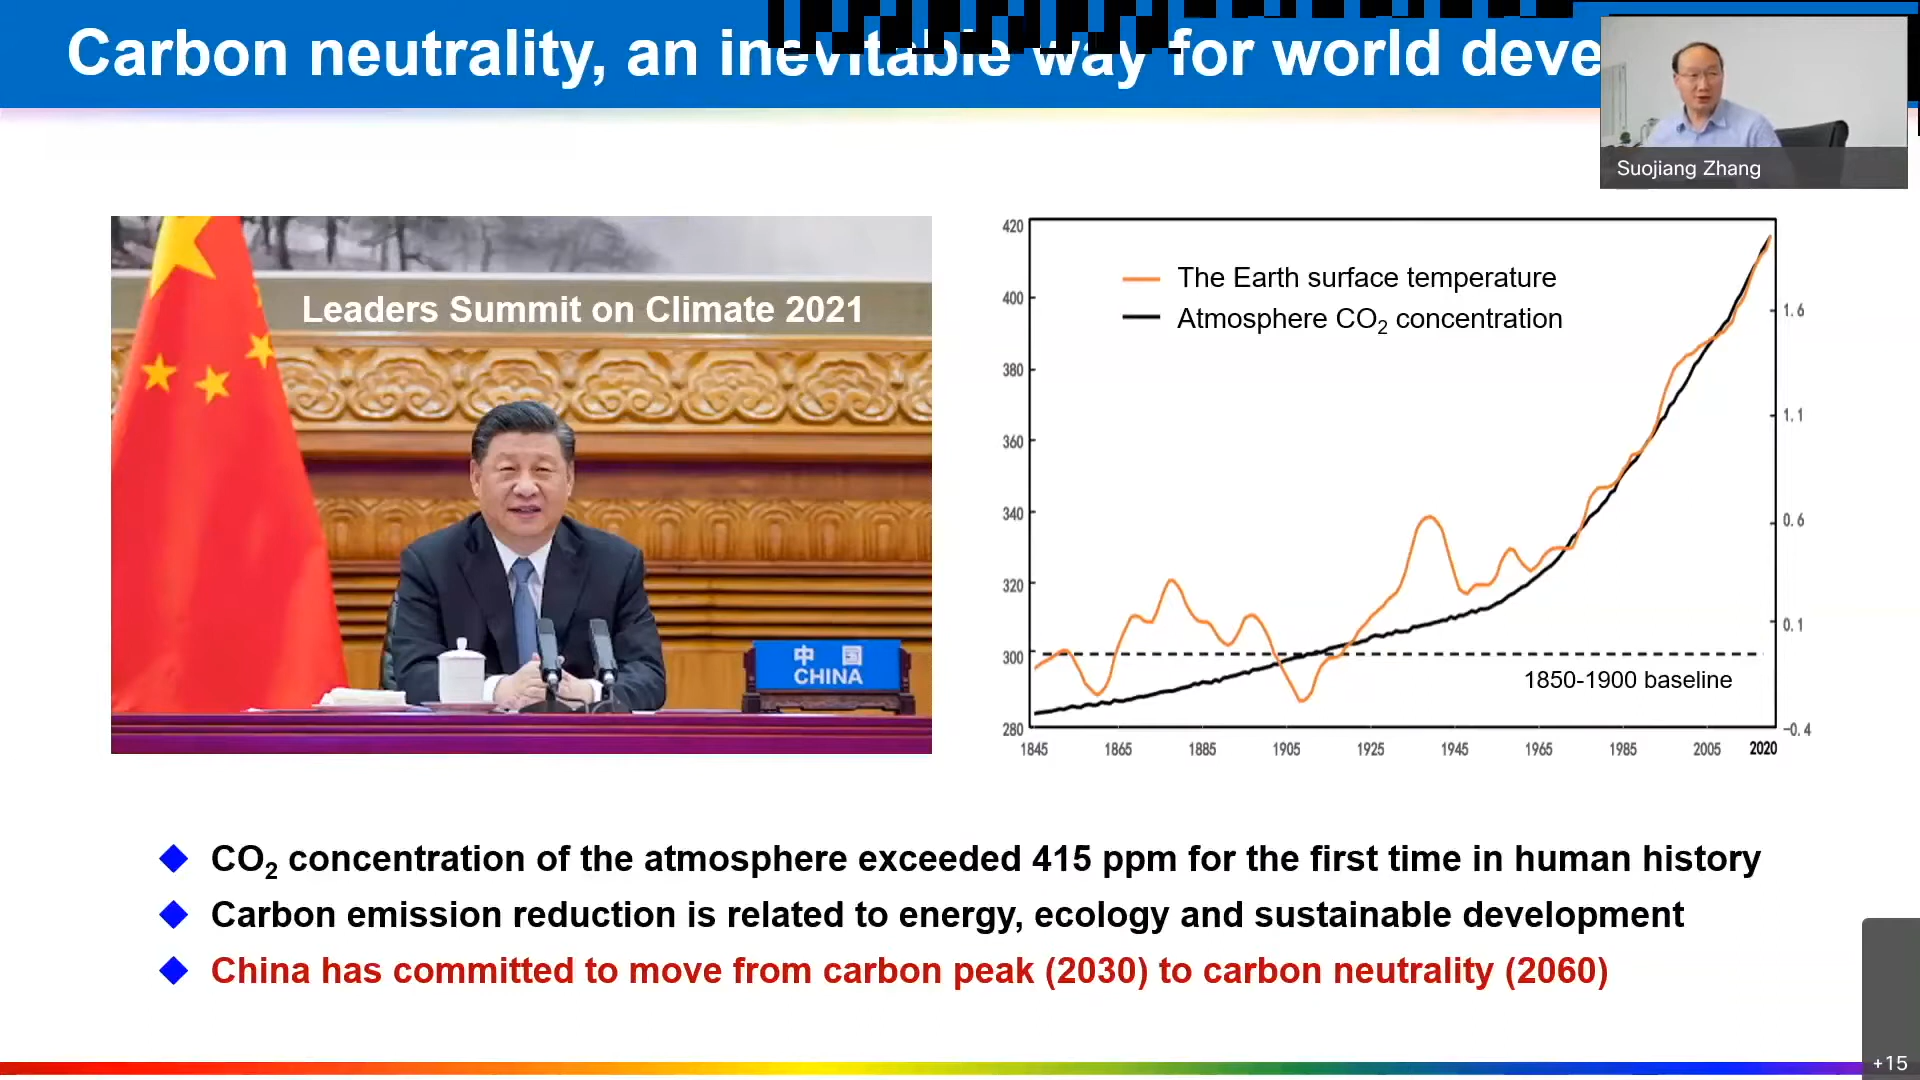 Carbon neutrality, an inevitable way for world deve
Suojiang Zhang
Leaders Summit on Climate 2021
中 国
CHINA
The Earth surface temperature
Atmosphere CO₂ concentration
420
400
380
360
340
320
300
280
1.6
1.1
0.6
0.1
-0.4
1850-1900 baseline
1845 1865 1885 1905 1925 1945 1965 1985 2005 2020
CO₂ concentration of the atmosphere exceeded 415 ppm for the first time in human history
Carbon emission reduction is related to energy, ecology and sustainable development
China has committed to move from carbon peak (2030) to carbon neutrality (2060)
+15